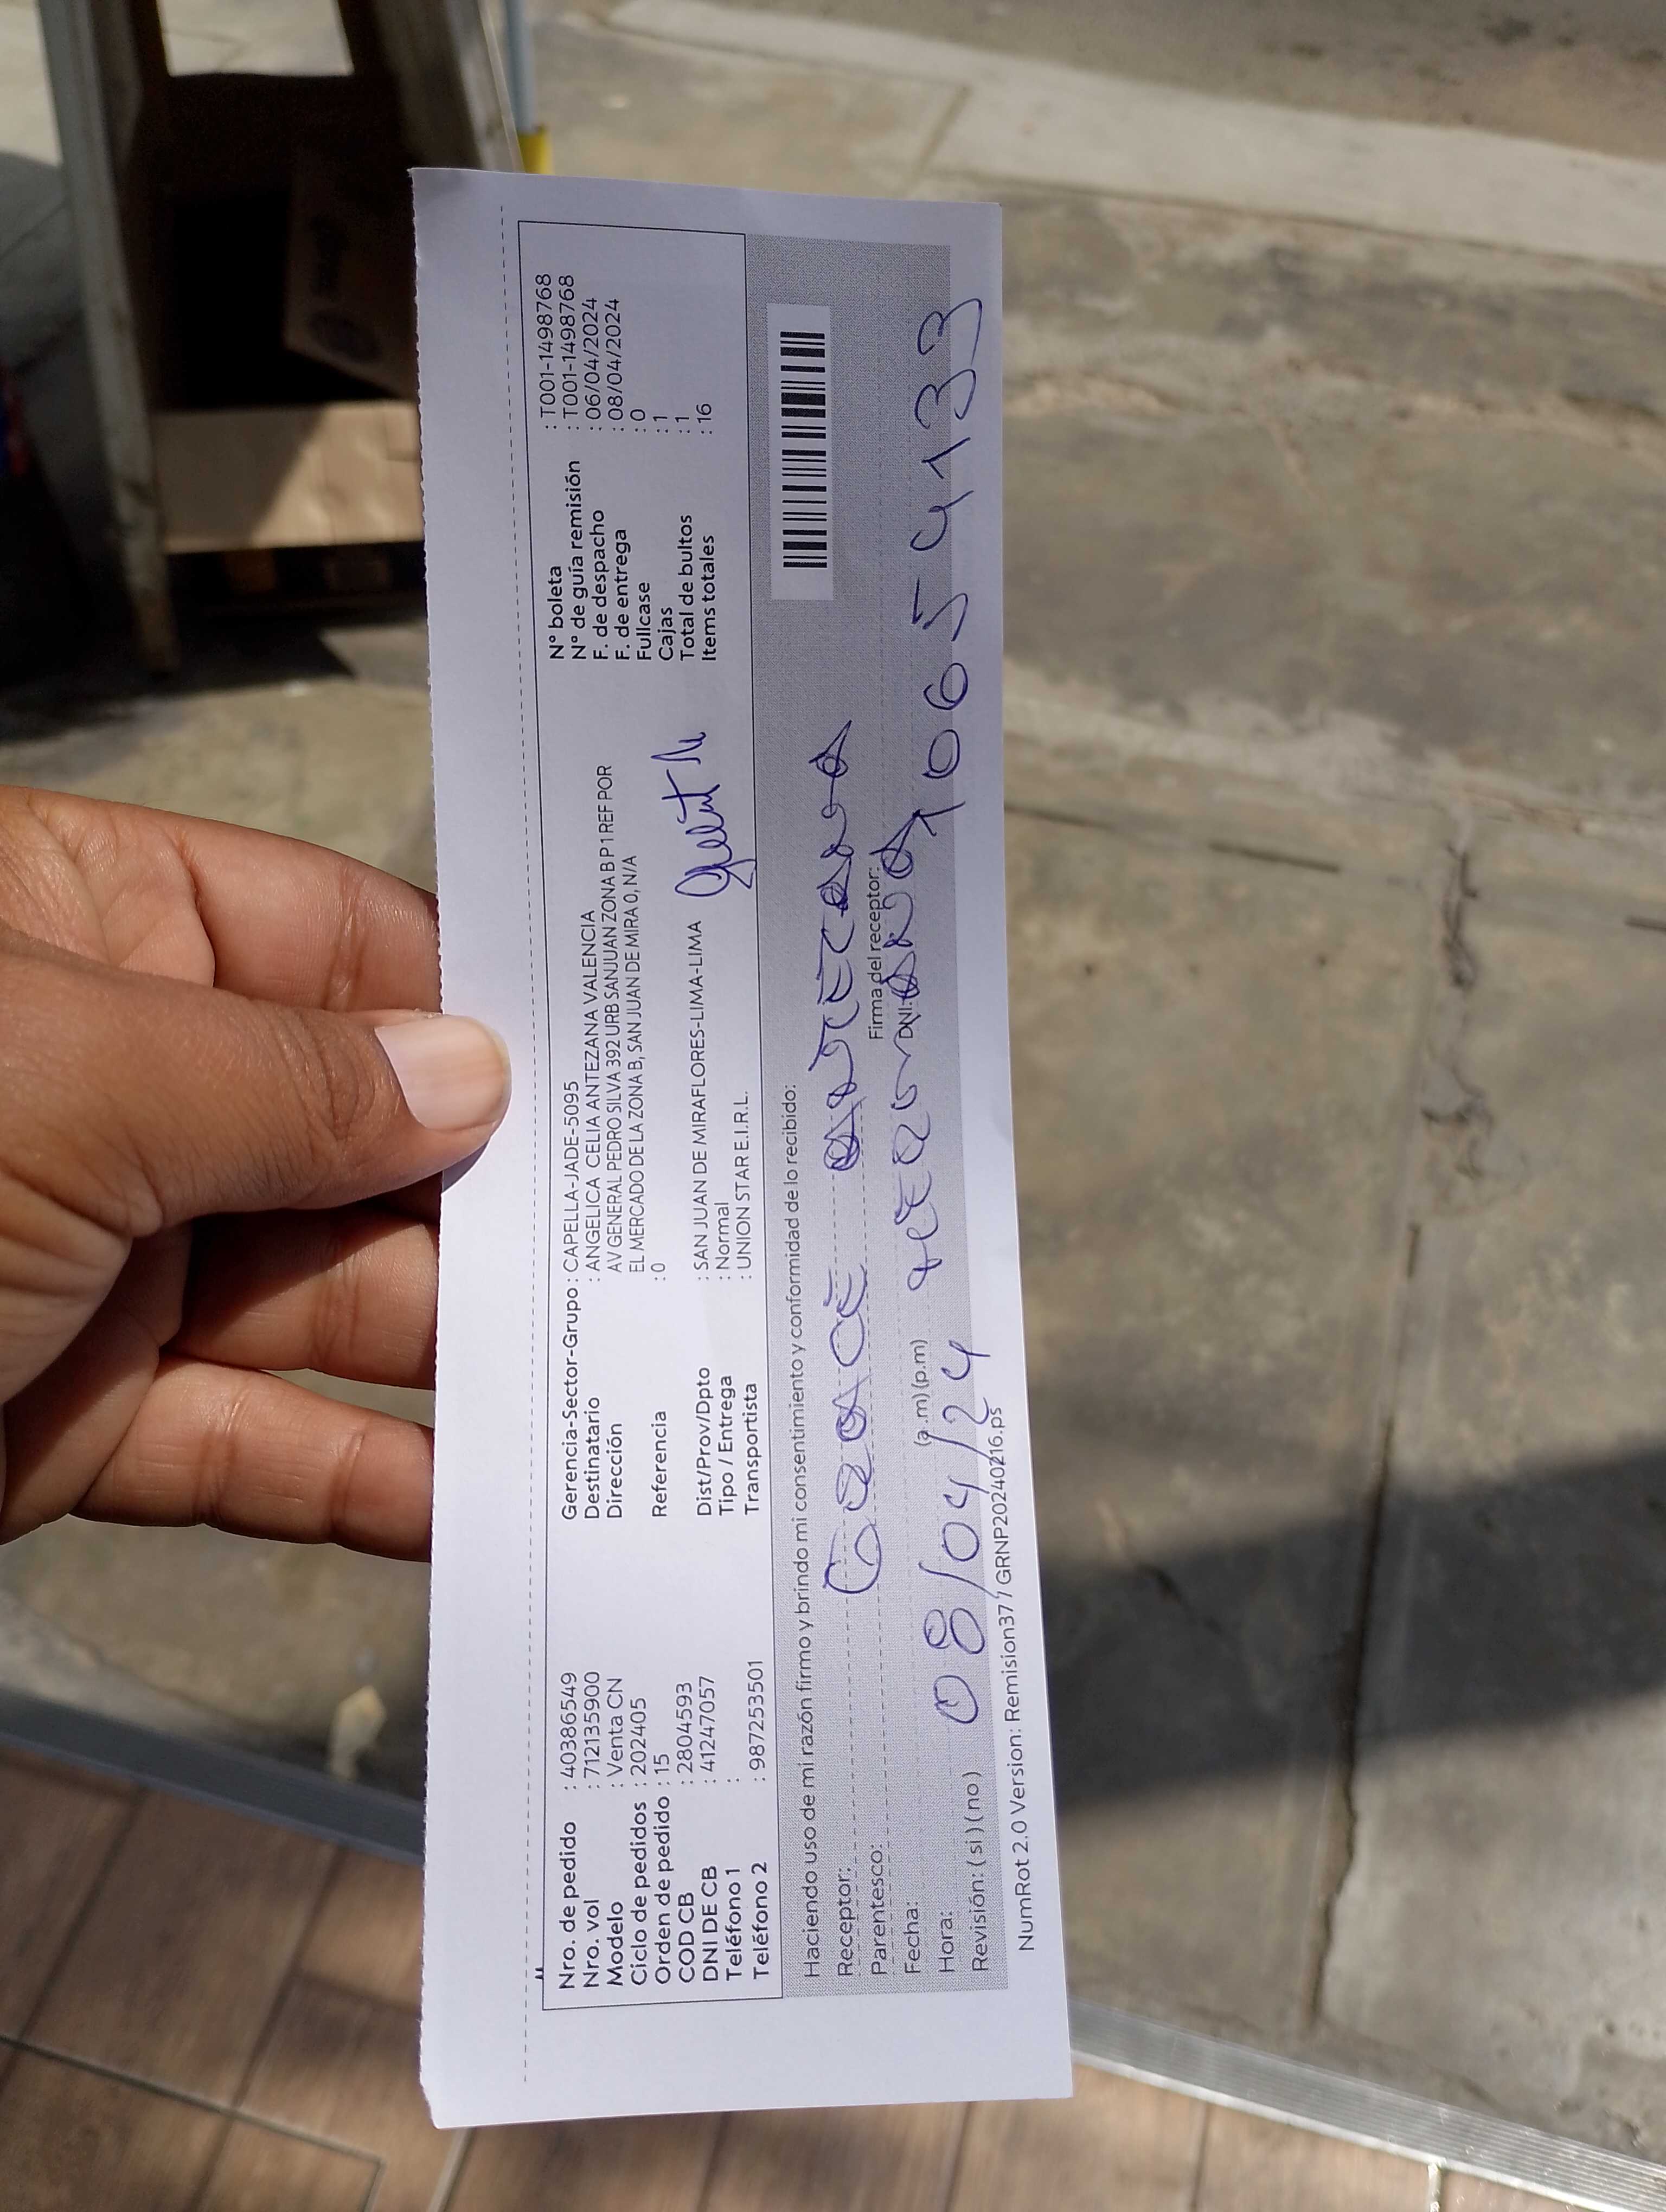 Nro. de pedido : 40386549
Nro. vol : 712135900
Modelo : Venta CN
Ciclo de pedidos : 202405
Orden de pedido : 15
COD CB : 2804593
DNI DE CB : 41247057
Teléfono 1 :
Teléfono 2 : 987253501
Gerencia-Sector-Grupo : CAPELLA-JADE-5095
Destinatario : ANGELICA CELIA ANTEZANA VALENCIA
Dirección AV GENERAL PEDRO SILVA 392 URB SANJUAN ZONA B P1 REF POR
EL MERCADO DE LA ZONA B, SAN JUAN DE MIRA 0, N/A
Referencia : 0
Dist/Prov/Dpto : SAN JUAN DE MIRAFLORES-LIMA-LIMA
Tipo / Entrega : Normal
Transportista : UNION STAR E.I.R.L.
N° boleta : T001-1498768
N° de guía remisión : T001-1498768
F. de despacho : 06/04/2024
F. de entrega : 08/04/2024
Fullcase : 0
Cajas : 1
Total de bultos : 1
Items totales : 16
Haciendo uso de mi razón firmo y brindo mi consentimiento y conformidad de lo recibido:
Receptor:
Parentesco:
Firma del receptor:
Fecha: (a.m) (p.m) DNI:
Hora: 08/04/24
Revisión: ( si ) ( no )
NumRot 2.0 Version: Remision37 / GRNP20240216.ps